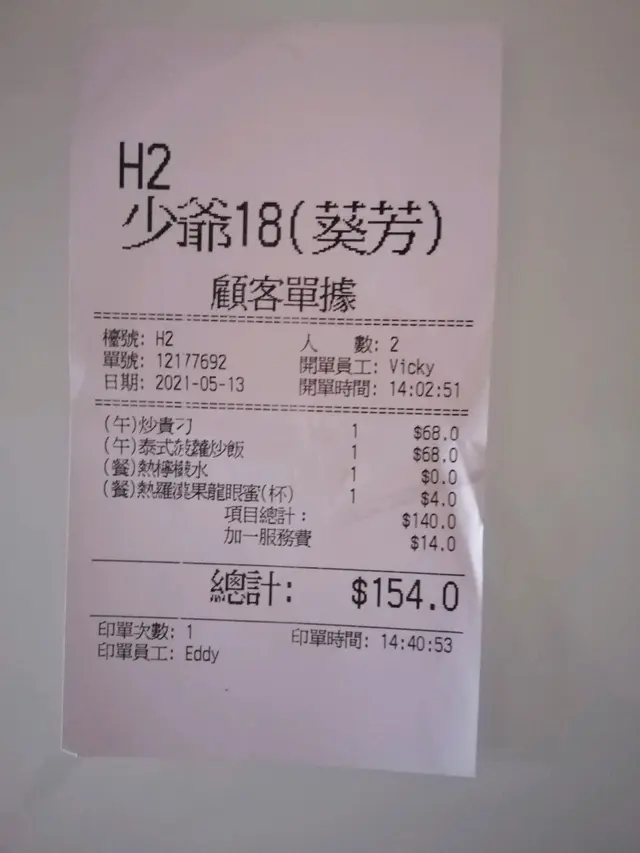 H2
少爺18(葵芳)
顧客單據
檯號: H2 人 數: 2
單號: 12177692 開單員工: Vicky
日期: 2021-05-13 開單時間: 14:02:51
(午)炒貴刁 1 $68.0
(午)泰式菠蘿炒飯 1 $68.0
(餐)熱檸檬水 1 $0.0
(餐)熱羅漢果龍眼蜜(杯) 1 $4.0
項目總計: $140.0
加一服務費 $14.0
總計: $154.0
印單次數: 1 印單時間: 14:40:53
印單員工: Eddy